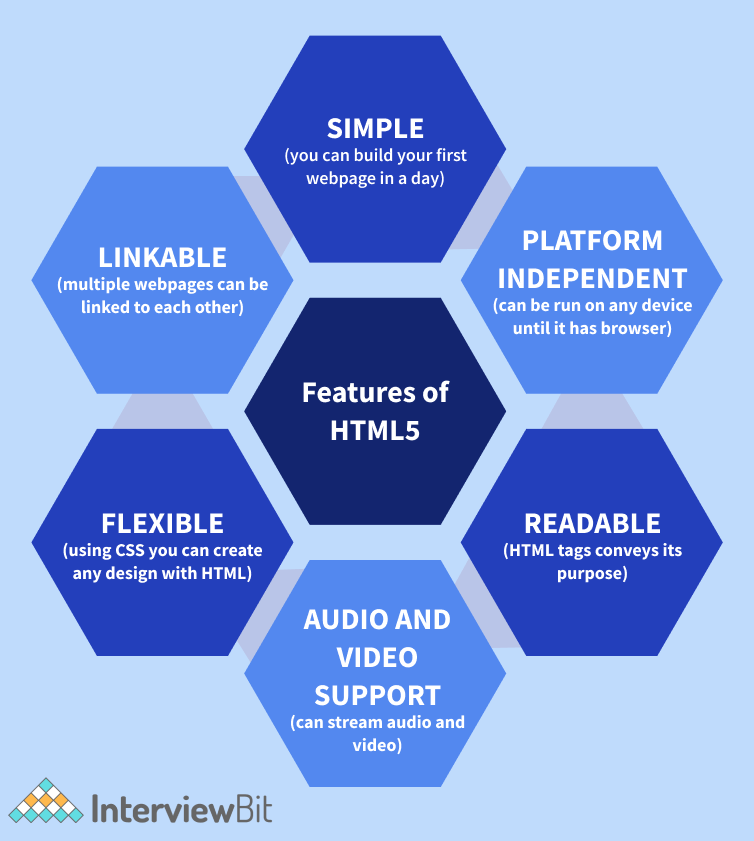 SIMPLE
(you can build your first
webpage in a day)
LINKABLE
(multiple webpages can be
linked to each other)
PLATFORM
INDEPENDENT
(can be run on any device
until it has browser)
Features of
HTML5
FLEXIBLE
(using CSS you can create
any design with HTML)
READABLE
(HTML tags conveys its
purpose)
AUDIO AND
VIDEO
SUPPORT
(can stream audio and
video)
InterviewBit